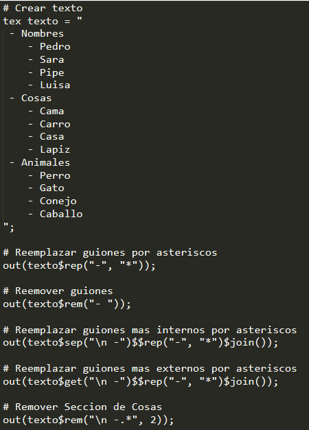 # Crear texto
tex texto = "
 - Nombres
    - Pedro
    - Sara
    - Pipe
    - Luisa
 - Cosas
    - Cama
    - Carro
    - Casa
    - Lapiz
 - Animales
    - Perro
    - Gato
    - Conejo
    - Caballo
";

# Reemplazar guiones por asteriscos
out(texto$rep("-", "*"));

# Reemover guiones
out(texto$rem("- "));

# Reemplazar guiones mas internos por asteriscos
out(texto$sep("\n -")$$rep("-", "*")$join());

# Reemplazar guiones mas externos por asteriscos
out(texto$get("\n -")$$rep("-", "*")$join());

# Remover Seccion de Cosas
out(texto$rem("\n -.*", 2));